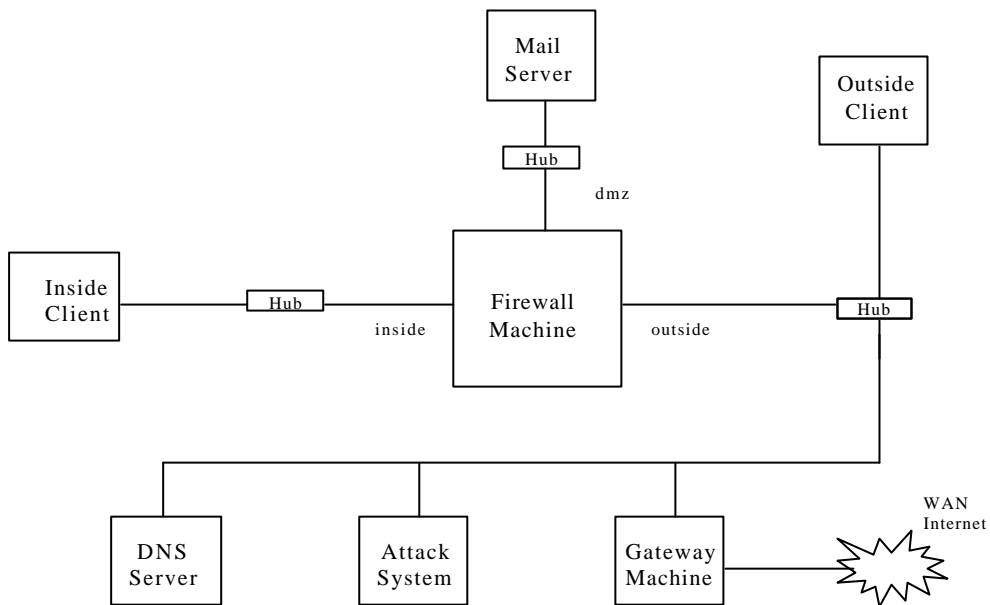 Mail
Server
Outside
Client
Hub
dmz
Inside
Client
Hub
inside
Firewall
Machine
outside
Hub
DNS
Server
Attack
System
Gateway
Machine
WAN
Internet